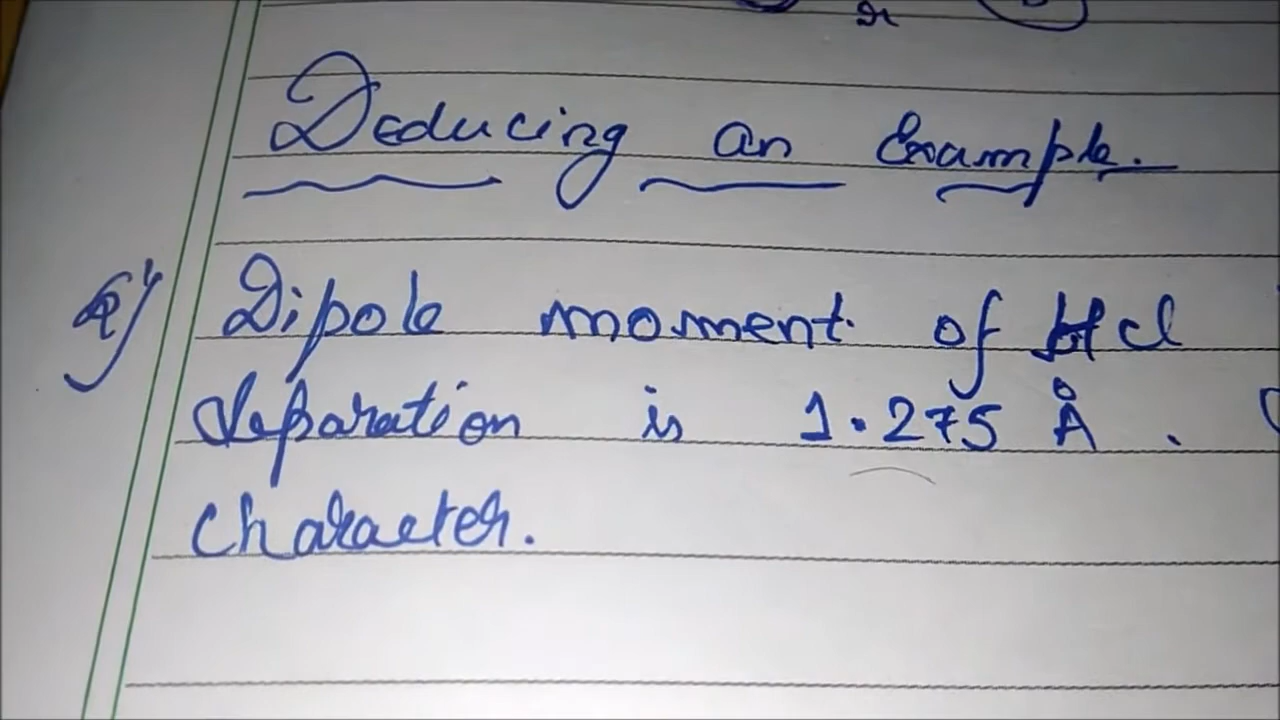 Deducing an Example.
Q) Dipole moment of HCl
separation is 1.275 Å .
character.